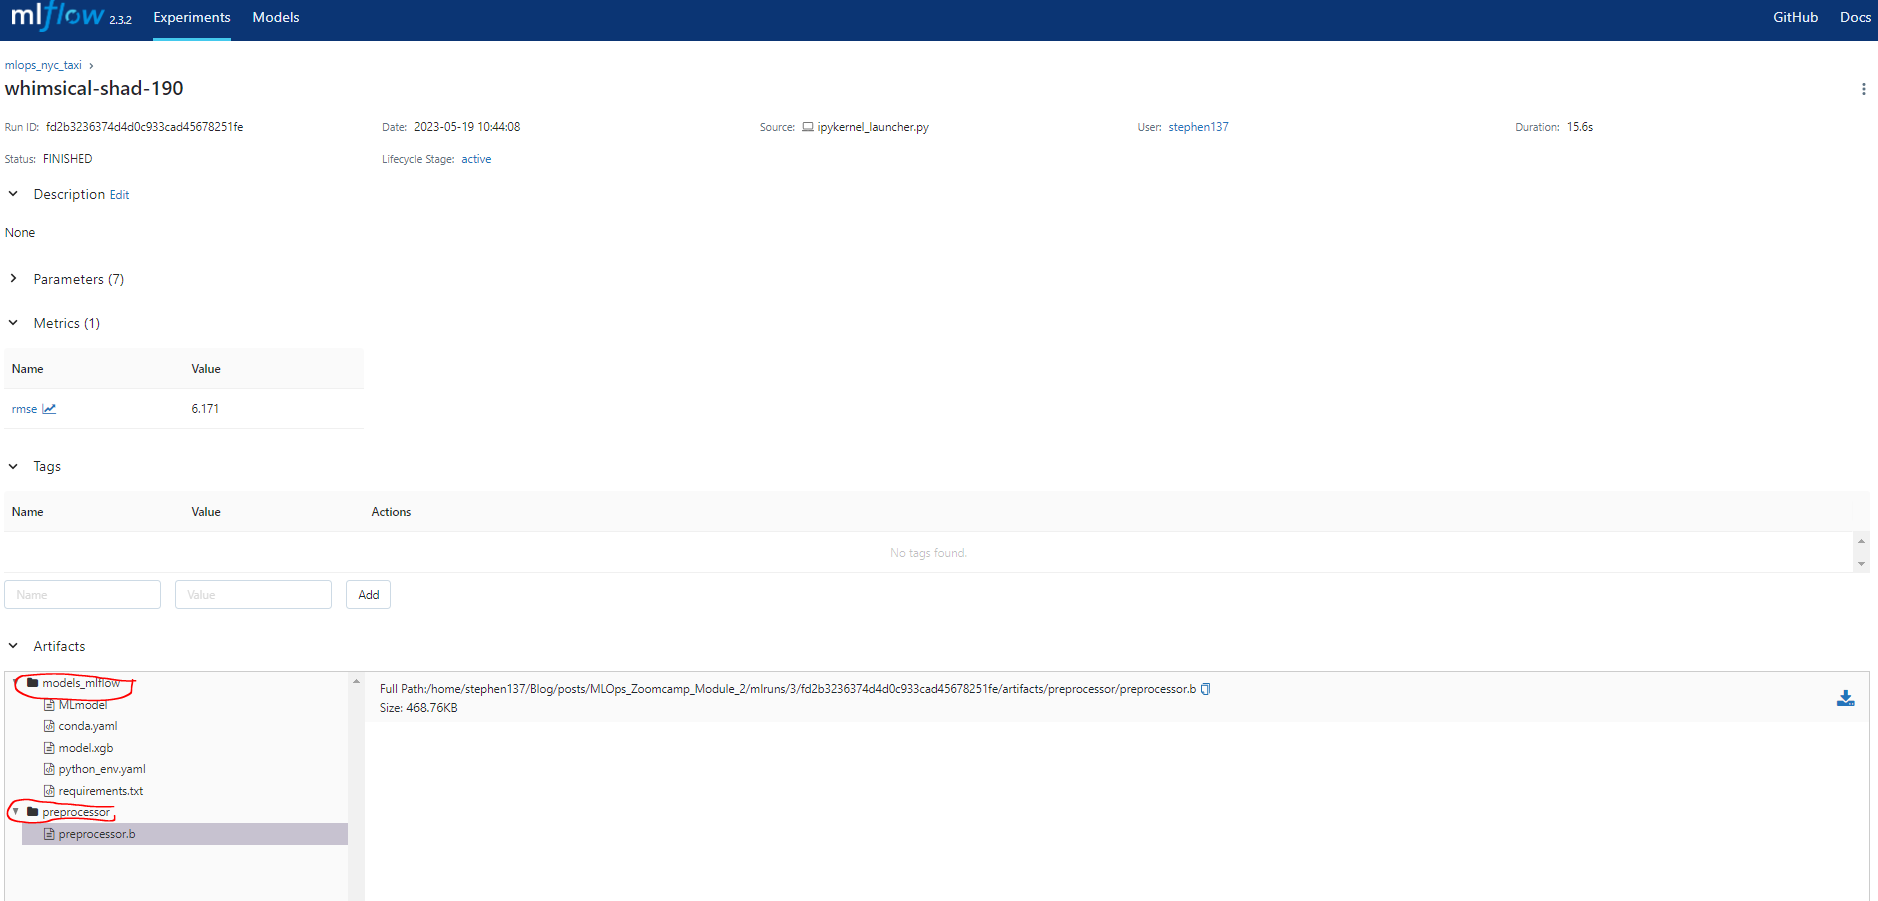 mlflow 2.3.2 Experiments Models GitHub Docs
mlops_nyc_taxi ›
whimsical-shad-190
Run ID: fd2b3236374d4d0c933cad45678251fe Date: 2023-05-19 10:44:08 Source: ipykernel_launcher.py User: stephen137 Duration: 15.6s
Status: FINISHED Lifecycle Stage: active
Description Edit
None
Parameters (7)
Metrics (1)
Name Value
rmse 6.171
Tags
Name Value Actions
No tags found.
Name Value Add
Artifacts
models_mlflow
MLmodel
conda.yaml
model.xgb
python_env.yaml
requirements.txt
preprocessor
preprocessor.b
Full Path:/home/stephen137/Blog/posts/MLOps_Zoomcamp_Module_2/mlruns/3/fd2b3236374d4d0c933cad45678251fe/artifacts/preprocessor/preprocessor.b
Size: 468.76KB